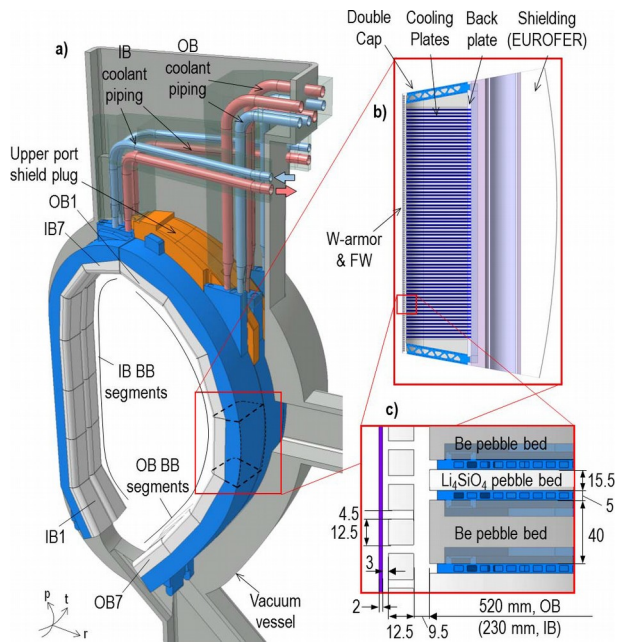 a)
IB
coolant
piping
OB
coolant
piping
Upper port
shield plug
OB1
IB7
IB BB
segments
OB BB
segments
IB1
OB7
Vacuum
vessel
p
t
r
Double
Cap
Cooling
Plates
Back
plate
Shielding
(EUROFER)
b)
W-armor
& FW
c)
Be pebble bed
Li₄SiO₄ pebble bed
Be pebble bed
15.5
5
40
4.5
12.5
3
2
12.5
9.5
520 mm, OB
(230 mm, IB)